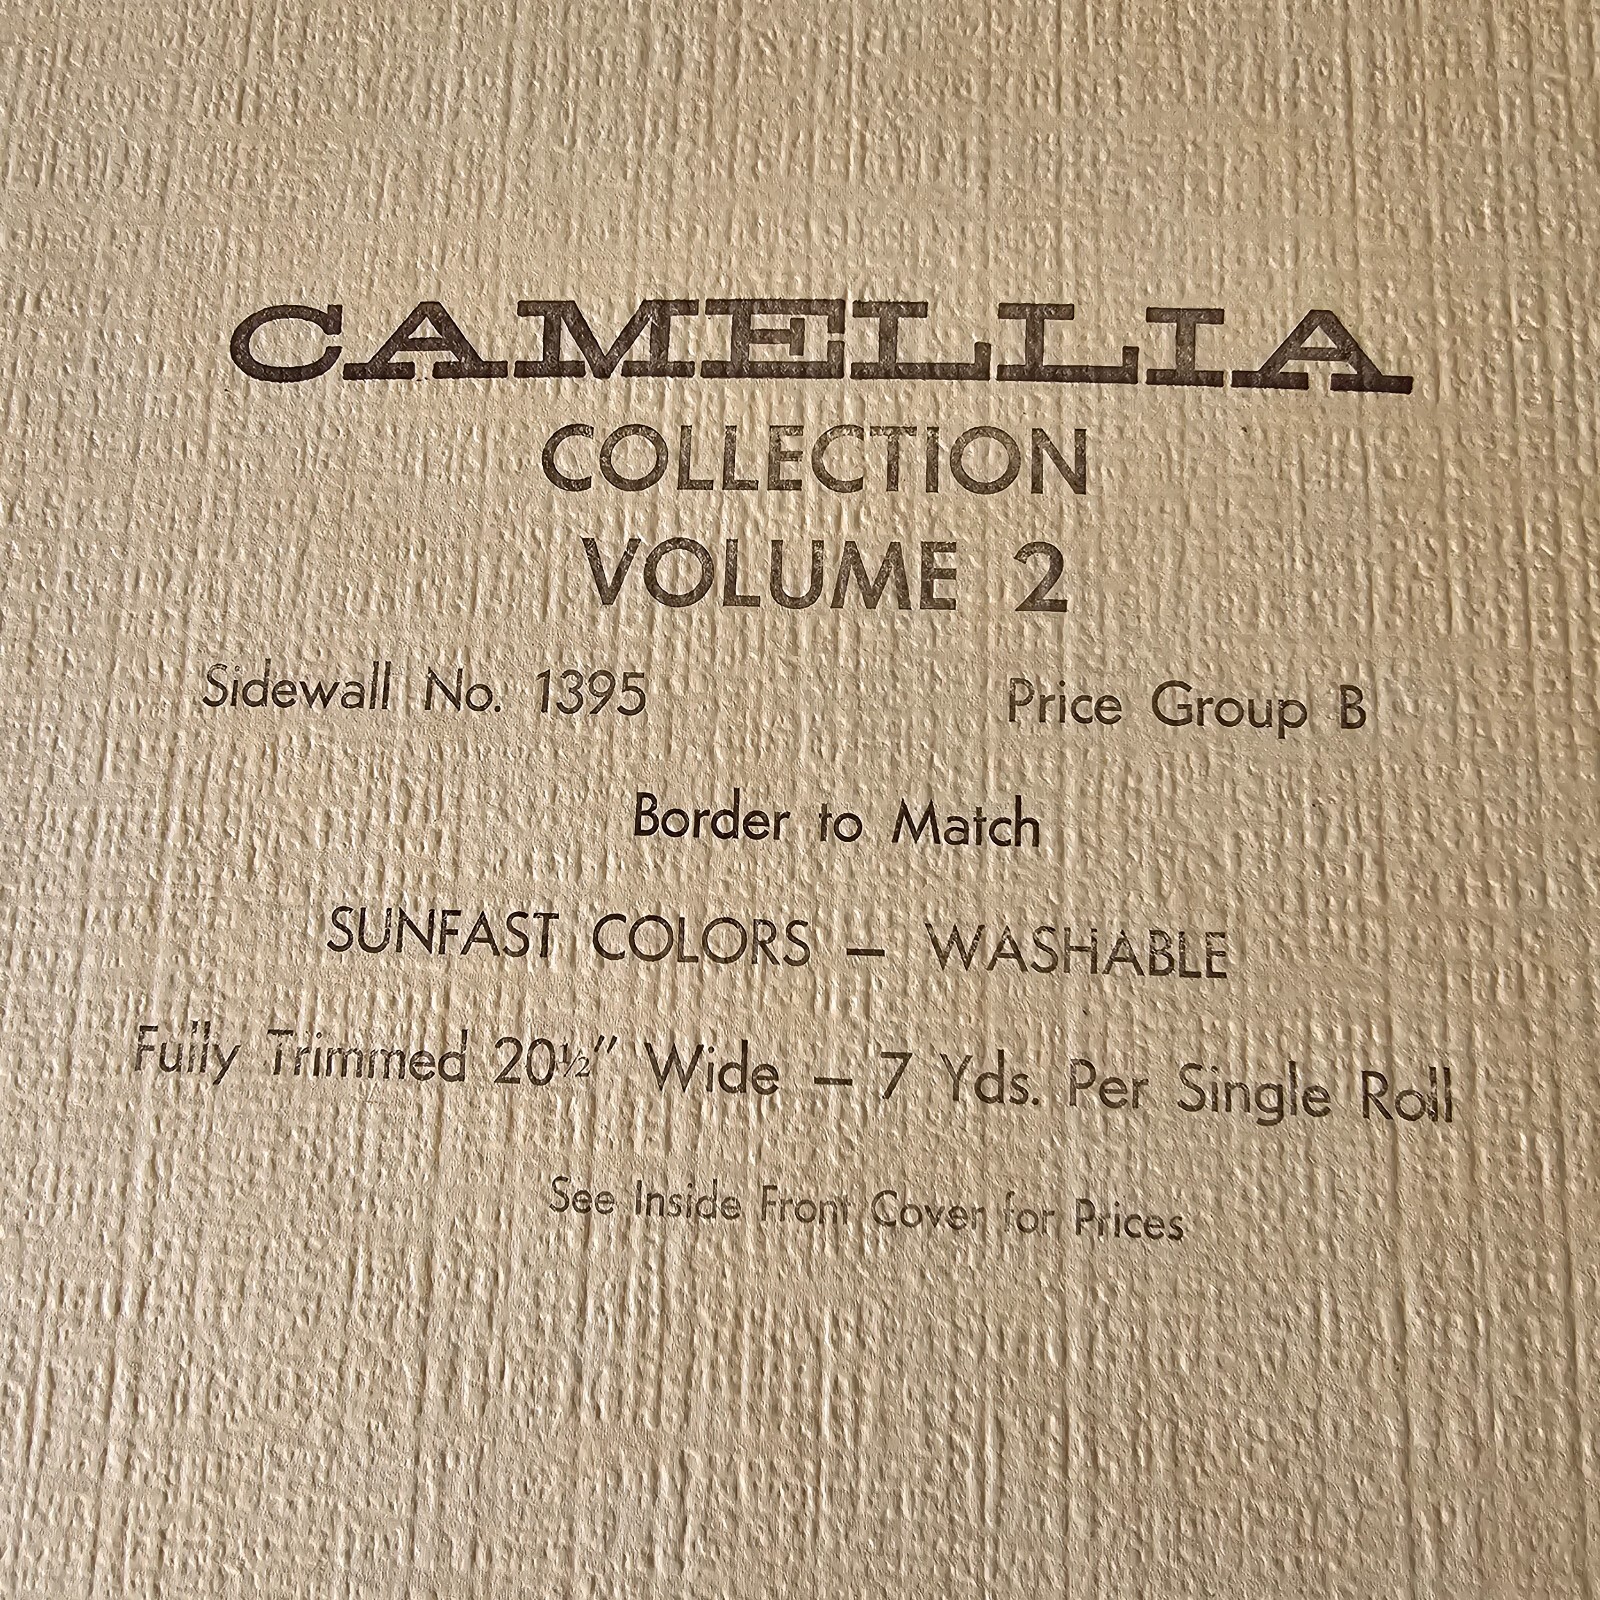 CAMELLIA
COLLECTION
VOLUME 2
Sidewall No. 1395 Price Group B
Border to Match
SUNFAST COLORS – WASHABLE
Fully Trimmed 20½" Wide – 7 Yds. Per Single Roll
See Inside Front Cover for Prices